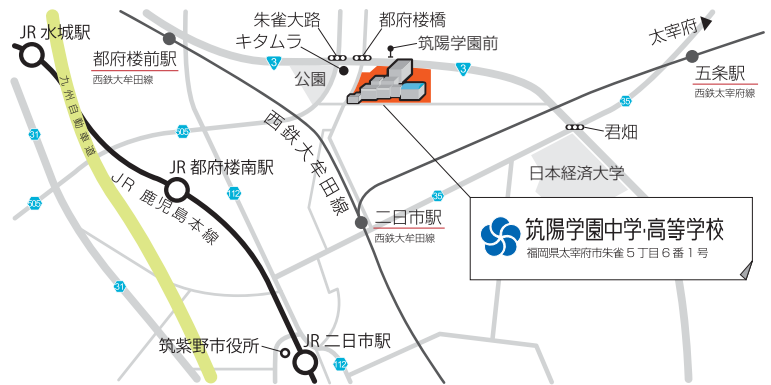 JR 水城駅
都府楼前駅
西鉄大牟田線
朱雀大路
キタムラ
公園
都府楼橋
筑陽学園前
太宰府
五条駅
西鉄太宰府線
3
3
35
君畑
日本経済大学
九州自動車道
31
505
505
JR 都府楼南駅
112
西鉄大牟田線
35
JR 鹿児島本線
二日市駅
西鉄大牟田線
筑陽学園中学・高等学校
福岡県太宰府市朱雀5丁目6番1号
31
筑紫野市役所
JR 二日市駅
112